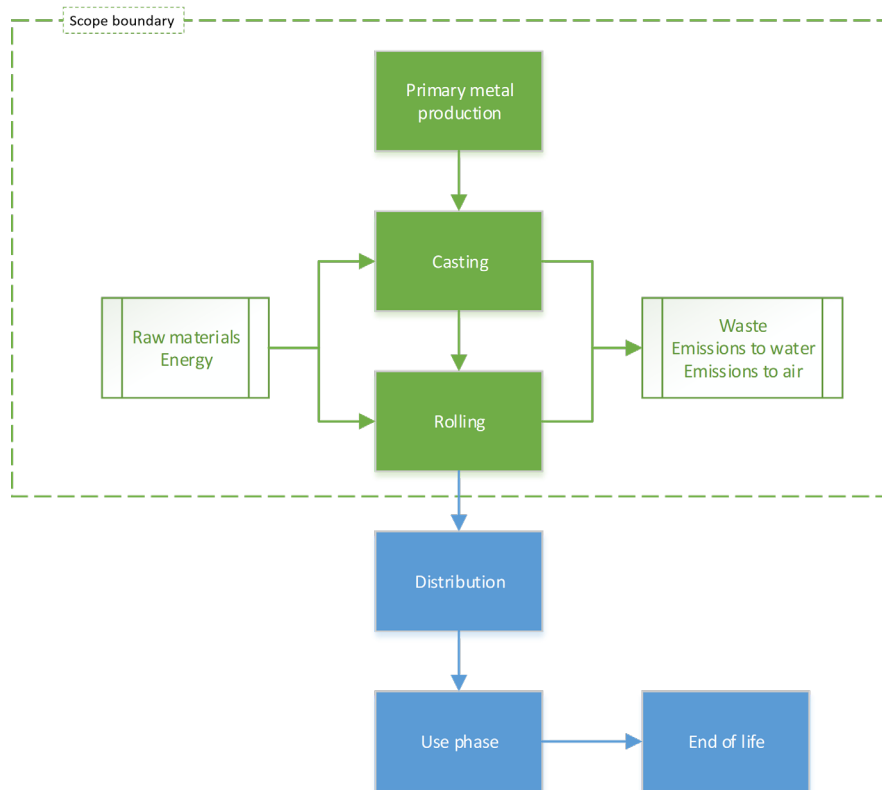 Scope boundary
Primary metal
production
Casting
Raw materials
Energy
Waste
Emissions to water
Emissions to air
Rolling
Distribution
Use phase
End of life